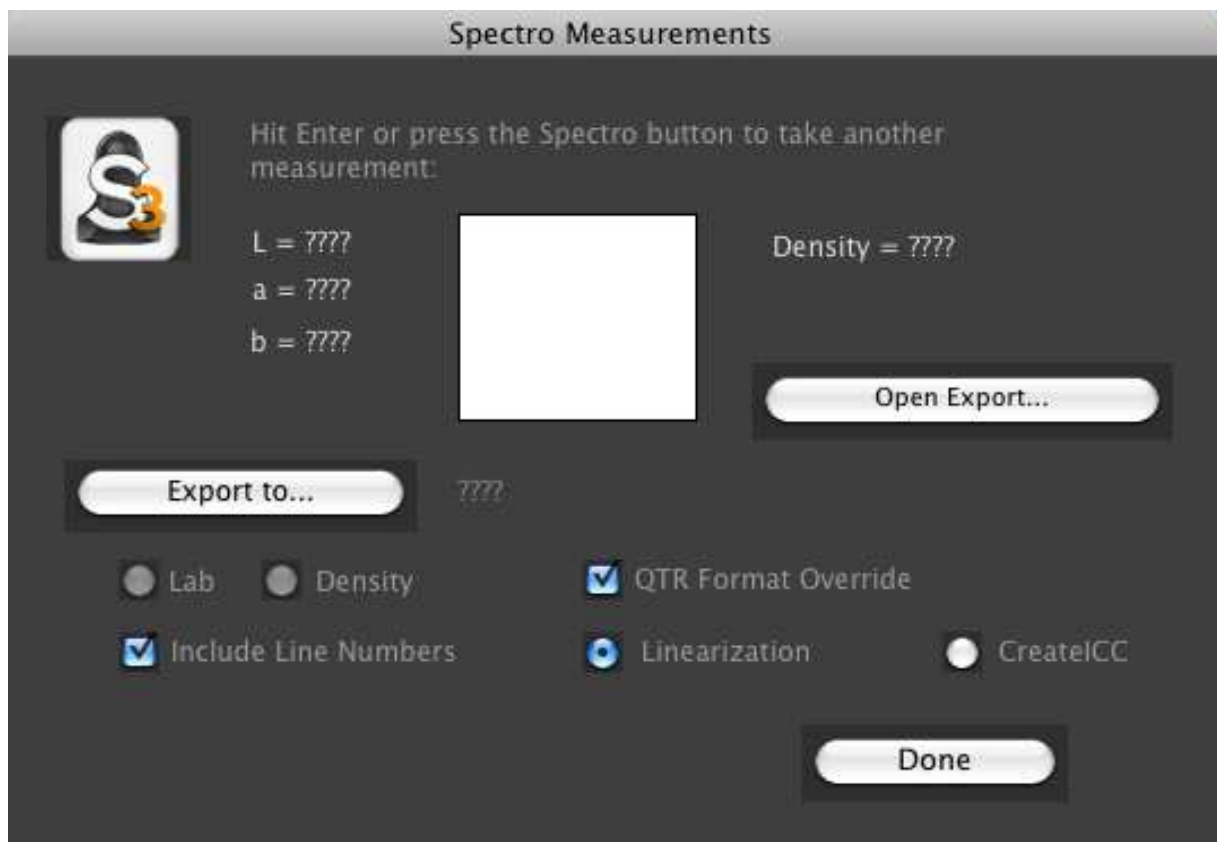 Spectro Measurements
S3
Hit Enter or press the Spectro button to take another
measurement:
L = ????
a = ????
b = ????
Density = ????
Open Export...
Export to...
????
Lab
Density
QTR Format Override
Include Line Numbers
Linearization
CreateICC
Done